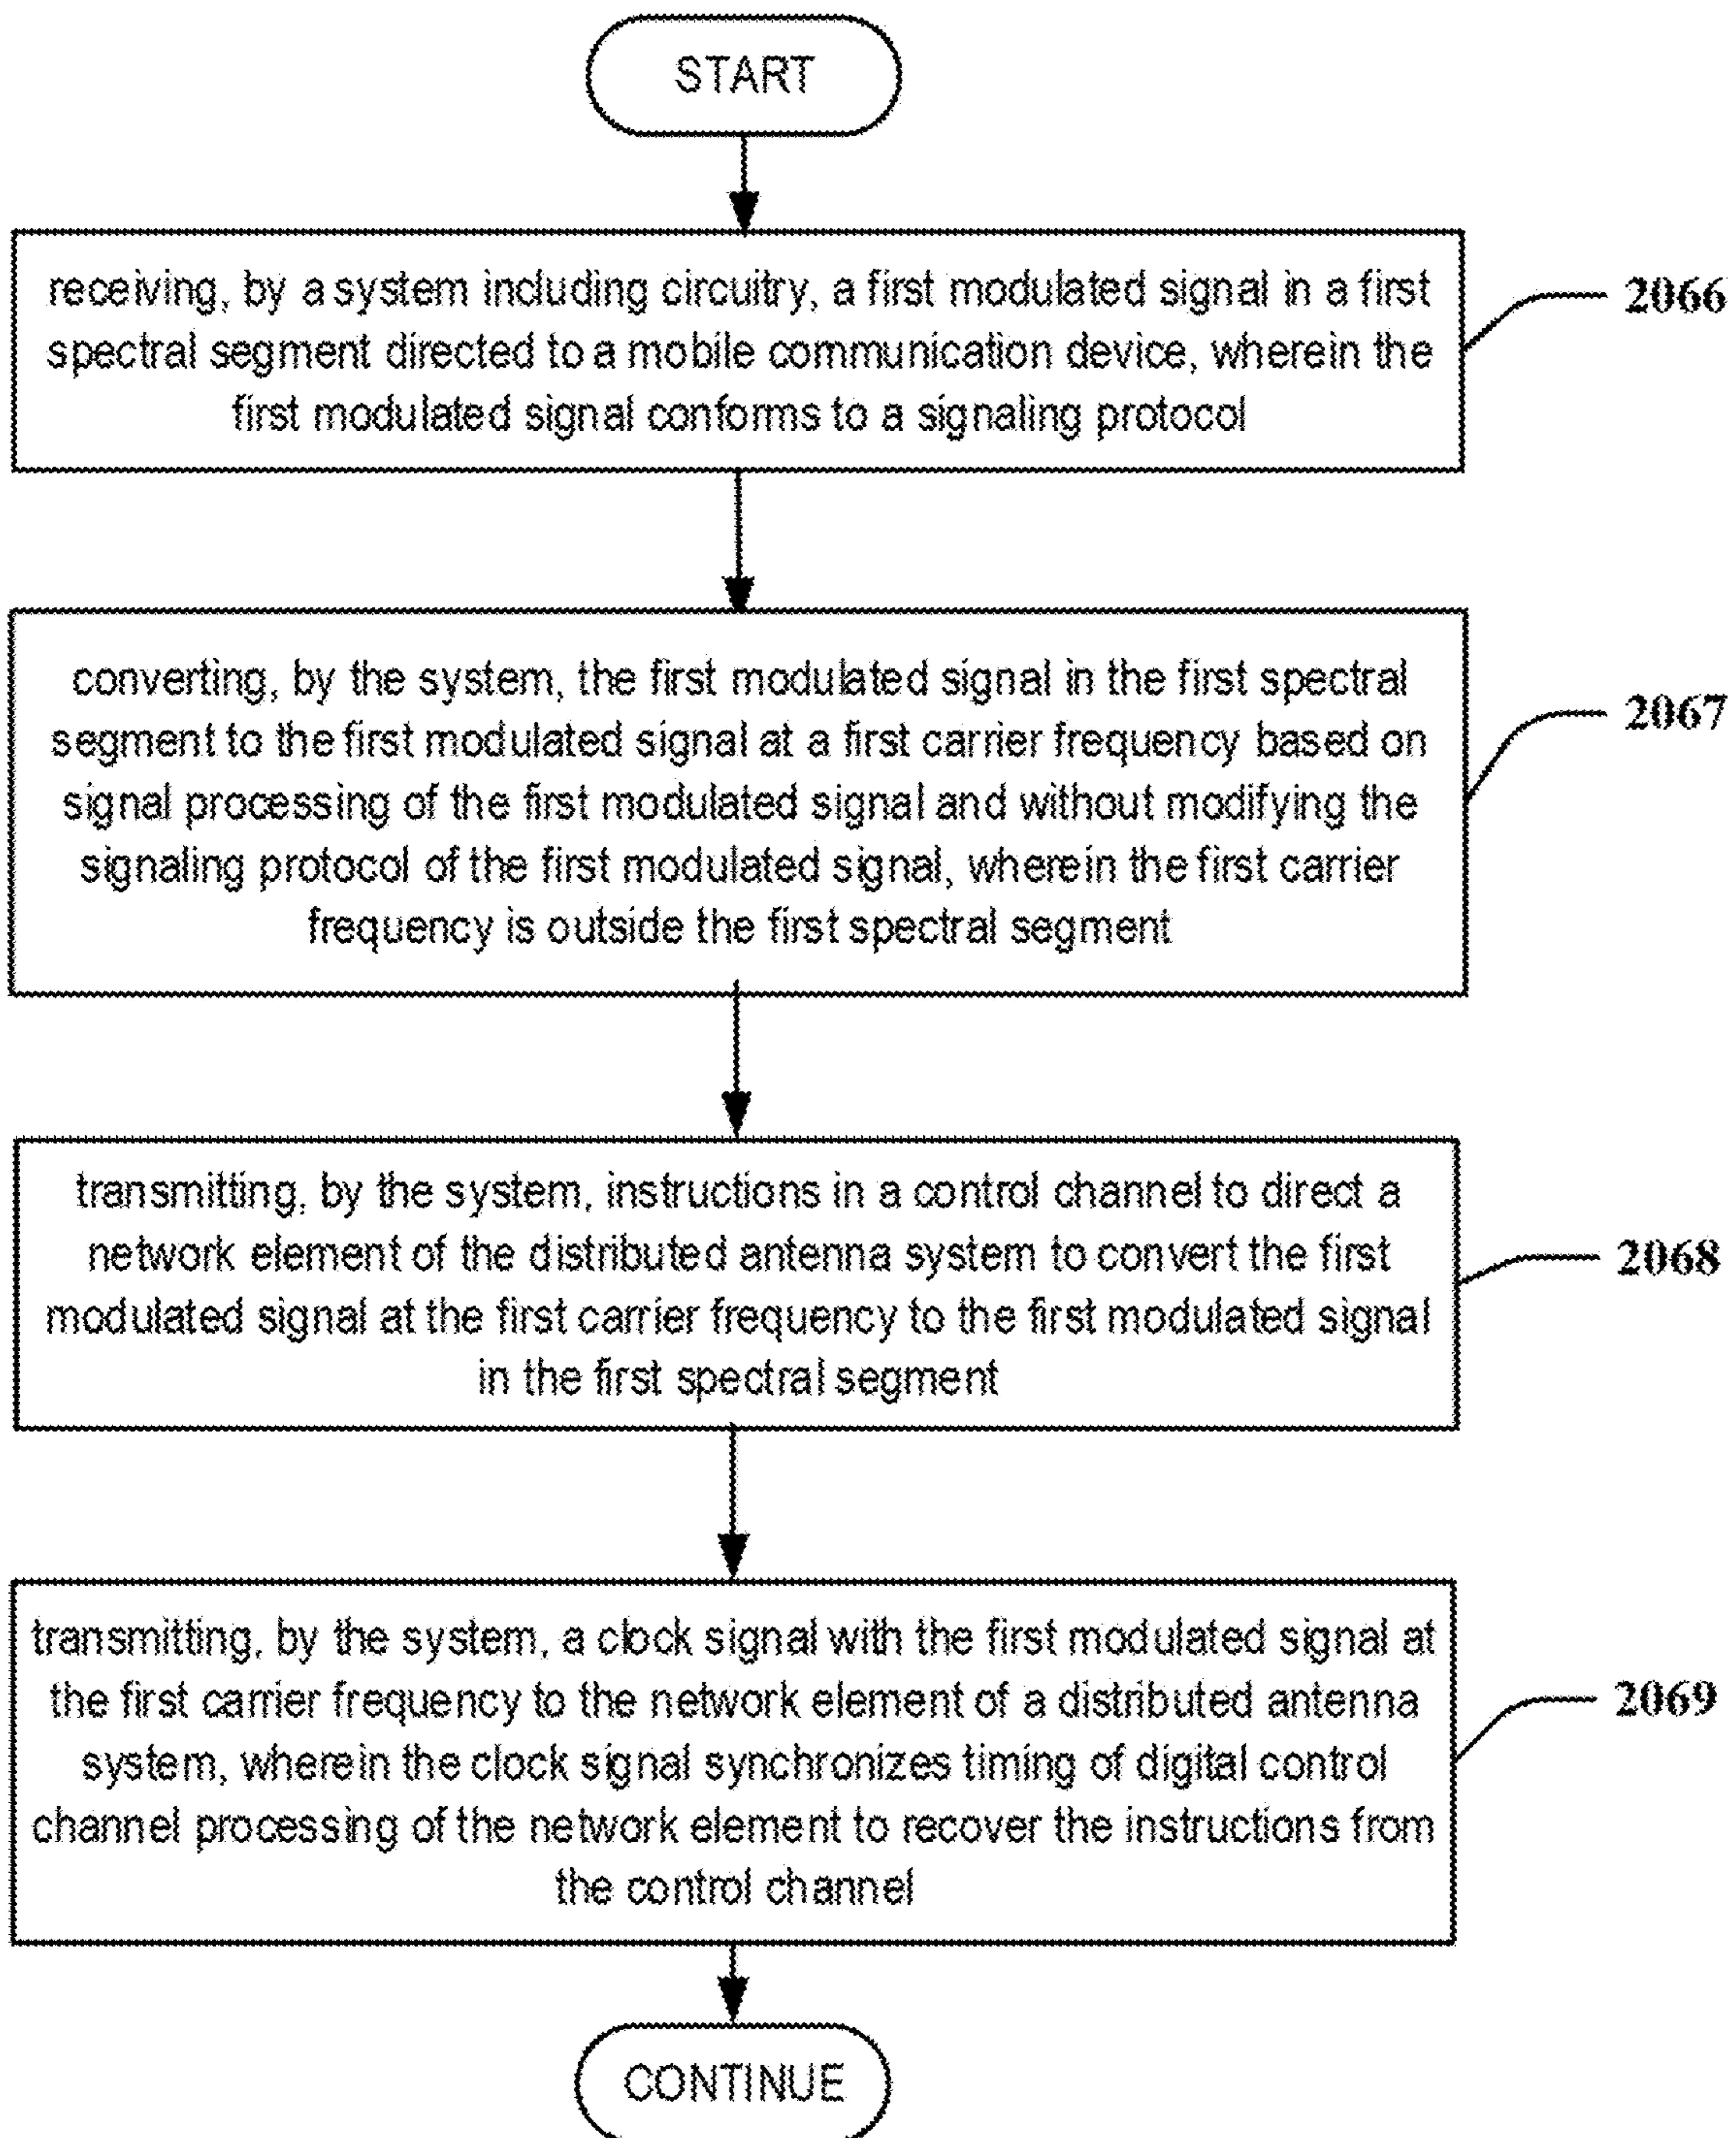 START
receiving, by a system including circuitry, a first modulated signal in a first
spectral segment directed to a mobile communication device, wherein the
first modulated signal conforms to a signaling protocol
2066
converting, by the system, the first modulated signal in the first spectral
segment to the first modulated signal at a first carrier frequency based on
signal processing of the first modulated signal and without modifying the
signaling protocol of the first modulated signal, wherein the first carrier
frequency is outside the first spectral segment
2067
transmitting, by the system, instructions in a control channel to direct a
network element of the distributed antenna system to convert the first
modulated signal at the first carrier frequency to the first modulated signal
in the first spectral segment
2068
transmitting, by the system, a clock signal with the first modulated signal at
the first carrier frequency to the network element of a distributed antenna
system, wherein the clock signal synchronizes timing of digital control
channel processing of the network element to recover the instructions from
the control channel
2069
CONTINUE